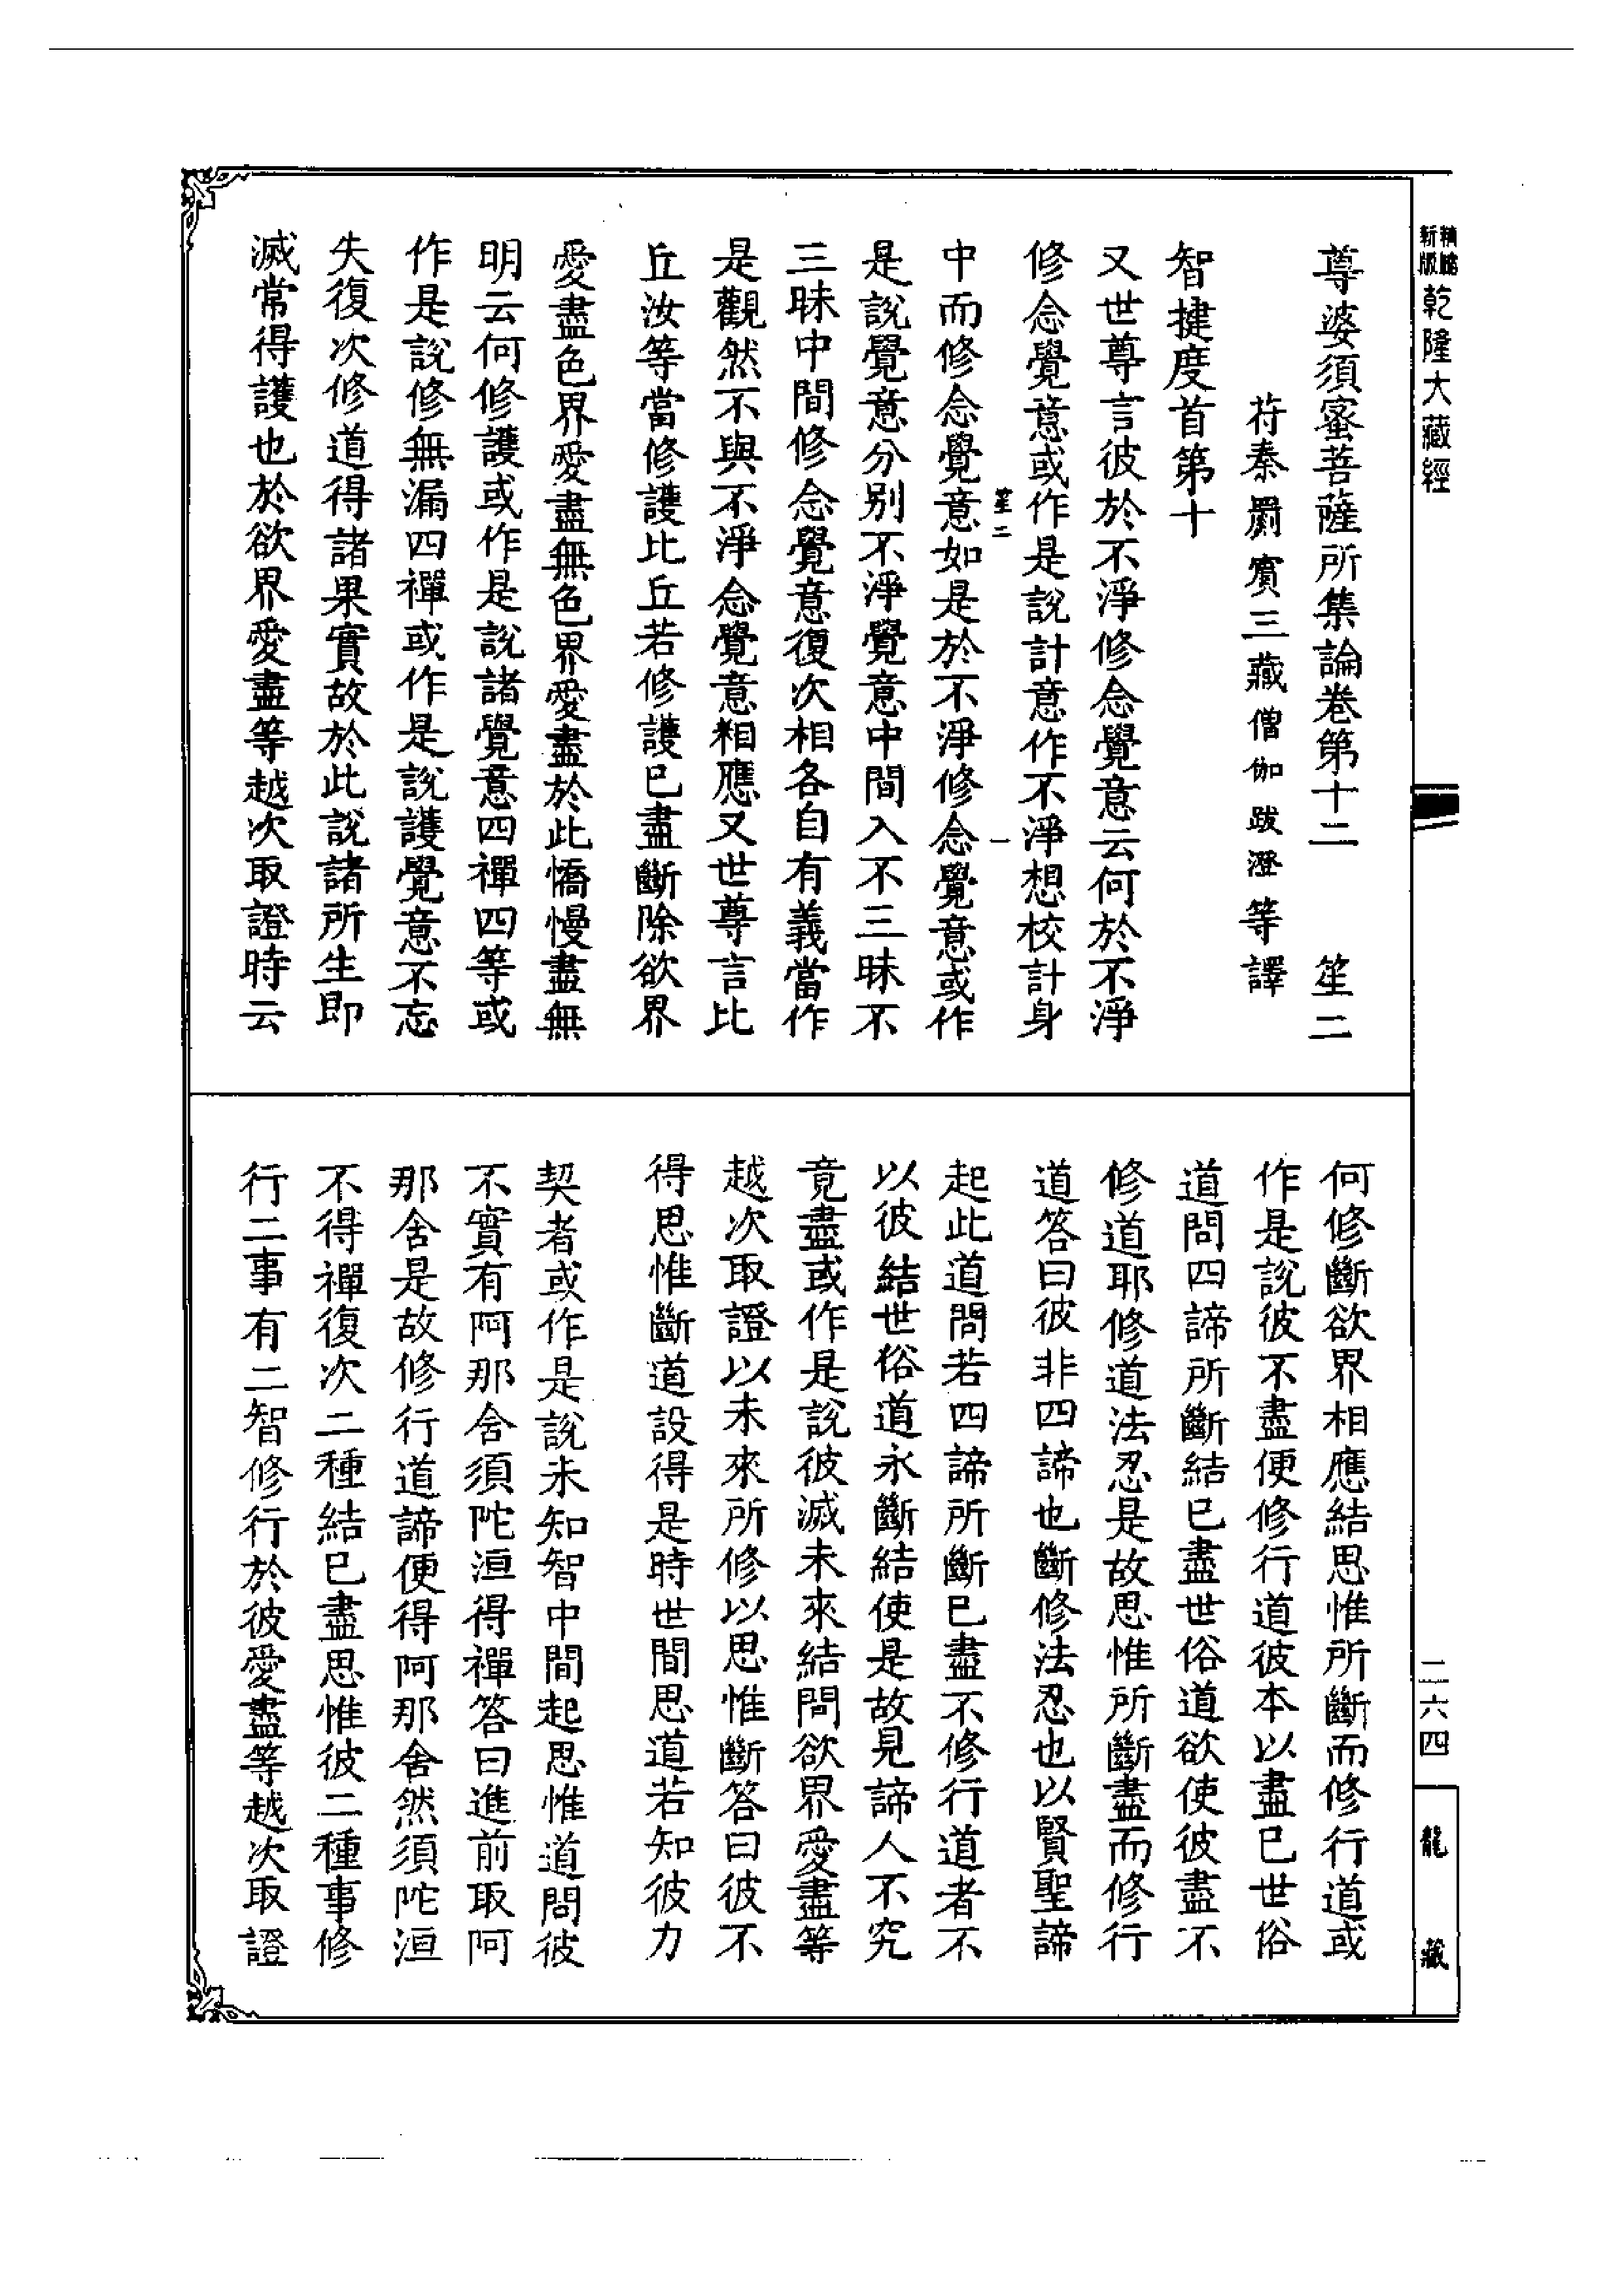 新版
精縮
乾隆大藏經
二六四
龍藏
尊婆須蜜菩薩所集論卷第十二 笙二
苻秦罽賓三藏僧伽跋澄等譯
智揵度首第十
又世尊言彼於不淨修念覺意云何於不淨
修念覺意或作是說計意作不淨想校計身
笙二 一
中而修念覺意如是於不淨修念覺意或作
是說覺意分別不淨覺意中間入不三昧不
三昧中間修念覺意復次相各自有義當作
是觀然不與不淨念覺意相應又世尊言比
丘汝等當修護比丘若修護已盡斷除欲界
愛盡色界愛盡無色界愛盡於此憍慢盡無
明云何修護或作是說諸覺意四禪四等或
作是說修無漏四禪或作是說護覺意不忘
失復次修道得諸果實故於此說諸所生即
滅常得護也於欲界愛盡等越次取證時云
何修斷欲界相應結思惟所斷而修行道或
作是說彼不盡便修行道彼本以盡已世俗
道問四諦所斷結已盡世俗道欲使彼盡不
修道耶修道法忍是故思惟所斷盡而修行
道答曰彼非四諦也斷修法忍也以賢聖諦
起此道問若四諦所斷已盡不修行道者不
以彼結世俗道永斷結使是故見諦人不究
竟盡或作是說彼滅未來結問欲界愛盡等
越次取證以未來所修以思惟斷答曰彼不
得思惟斷道設得是時世間思道若知彼力
契者或作是說未知智中間起思惟道問彼
不實有阿那含須陀洹得禪答曰進前取阿
那含是故修行道諦便得阿那含然須陀洹
不得禪復次二種結已盡思惟彼二種事修
行二事有二智修行於彼愛盡等越次取證